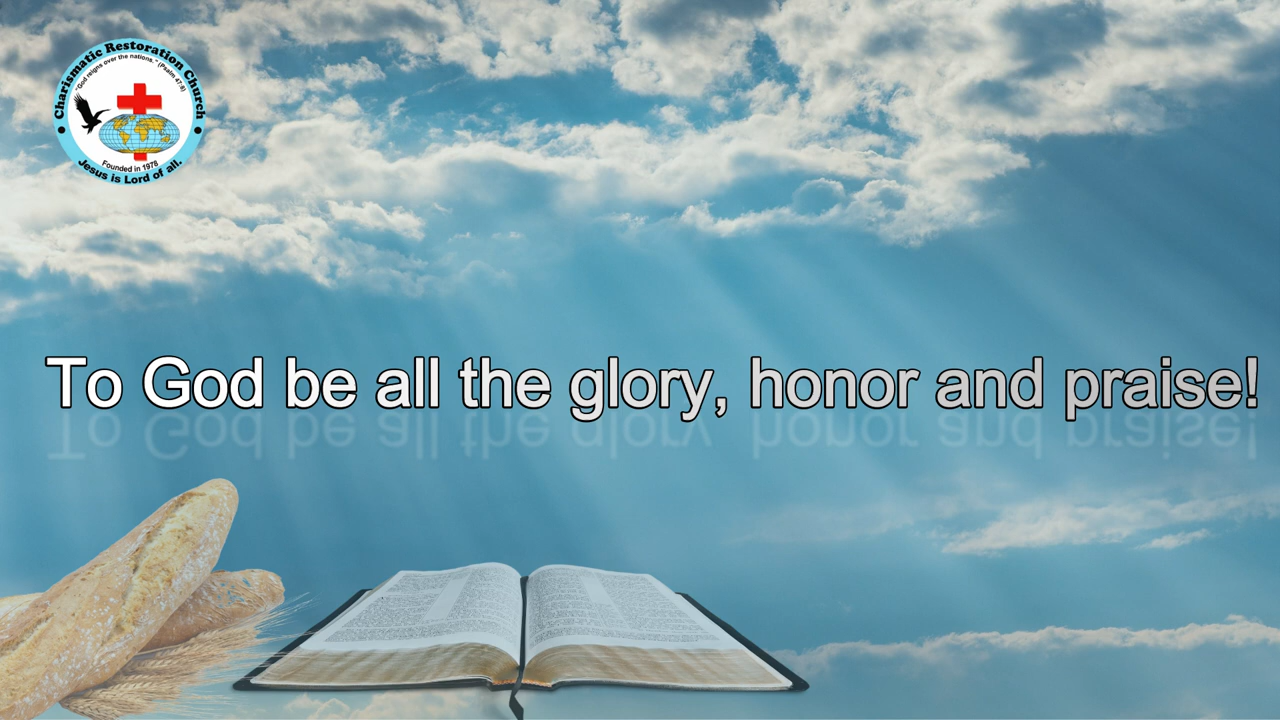 Charismatic Restoration Church
"God reigns over the nations." (Psalm 47:8)
Founded in 1978
Jesus is Lord of all.
To God be all the glory, honor and praise!